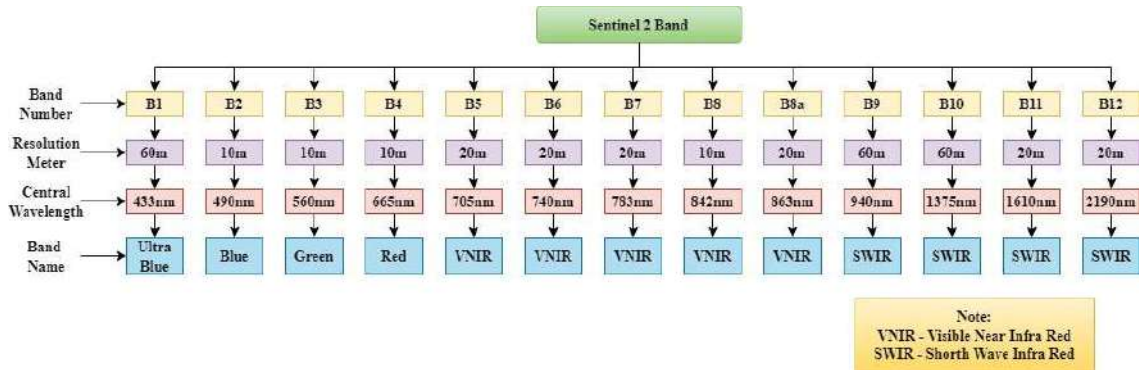 Sentinel 2 Band
Band
Number
B1 B2 B3 B4 B5 B6 B7 B8 B8a B9 B10 B11 B12
Resolution
Meter
60m 10m 10m 10m 20m 20m 20m 10m 20m 60m 60m 20m 20m
Central
Wavelength
433nm 490nm 560nm 665nm 705nm 740nm 783nm 842nm 863nm 940nm 1375nm 1610nm 2190nm
Band
Name
Ultra
Blue
Blue Green Red VNIR VNIR VNIR VNIR VNIR SWIR SWIR SWIR SWIR
Note:
VNIR - Visible Near Infra Red
SWIR - Shorth Wave Infra Red